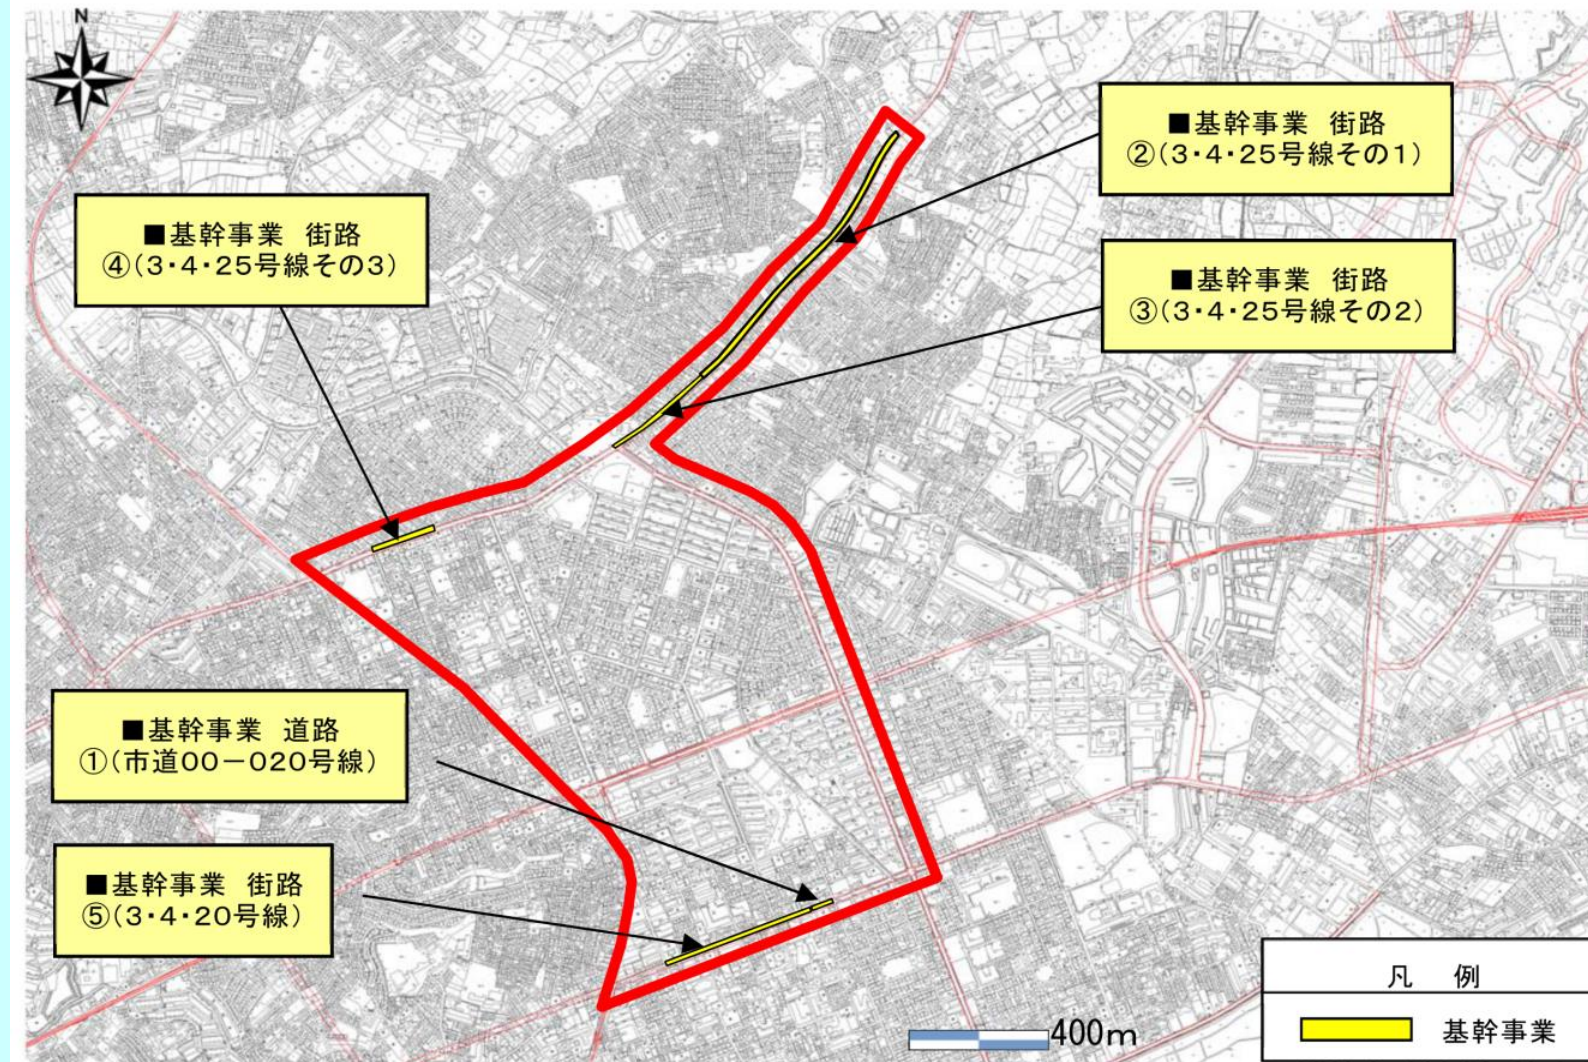 N
■基幹事業 街路
②(3・4・25号線その1)
■基幹事業 街路
④(3・4・25号線その3)
■基幹事業 街路
③(3・4・25号線その2)
■基幹事業 道路
①(市道00－020号線)
■基幹事業 街路
⑤(3・4・20号線)
凡 例
400m
基幹事業